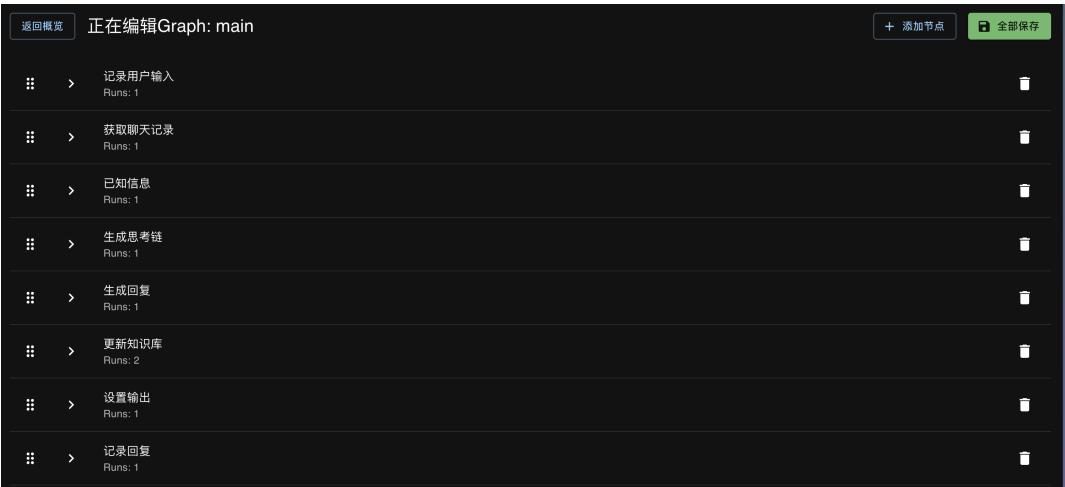 返回概览
正在编辑Graph: main
+ 添加节点
全部保存
记录用户输入
Runs: 1
获取聊天记录
Runs: 1
已知信息
Runs: 1
生成思考链
Runs: 1
生成回复
Runs: 1
更新知识库
Runs: 2
设置输出
Runs: 1
记录回复
Runs: 1